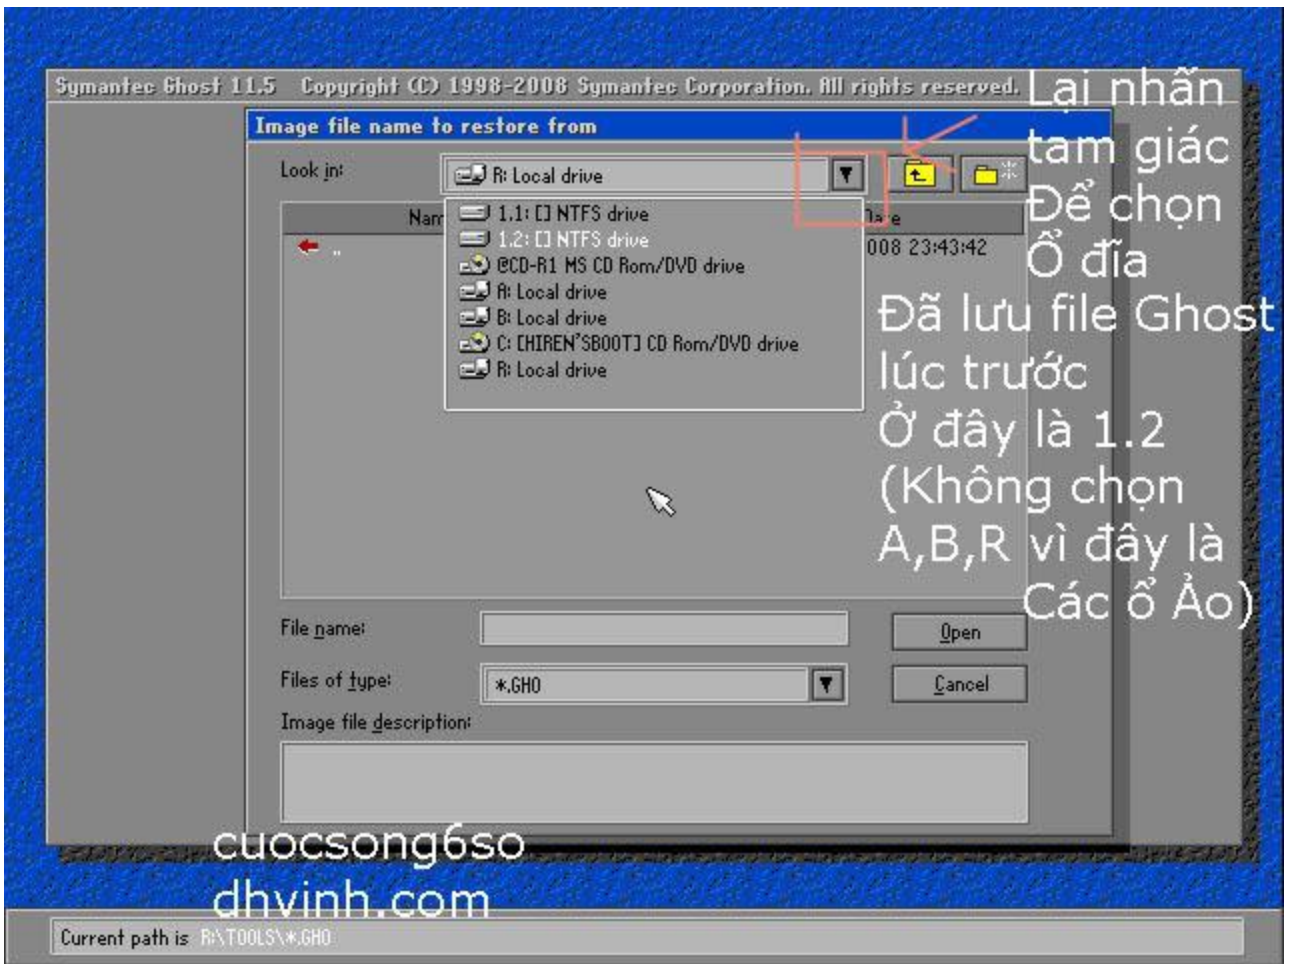 Symantec Ghost 11.5 Copyright (C) 1998-2008 Symantec Corporation. All rights reserved.
Lại nhấn
tam giác
Để chọn
Ổ đĩa
Đã lưu file Ghost
lúc trước
Ở đây là 1.2
(Không chọn
A,B,R vì đây là
Các ổ Ảo)
Image file name to restore from
Look in:
R: Local drive
Nam
Date
1.1: [] NTFS drive
1.2: [] NTFS drive
@CD-R1 MS CD Rom/DVD drive
A: Local drive
B: Local drive
C: [HIREN'SBOOT] CD Rom/DVD drive
R: Local drive
..
008 23:43:42
File name:
Open
Files of type:
*.GHO
Cancel
Image file description:
cuocsong6so
dhvinh.com
Current path is R:\TOOLS\*.GHO